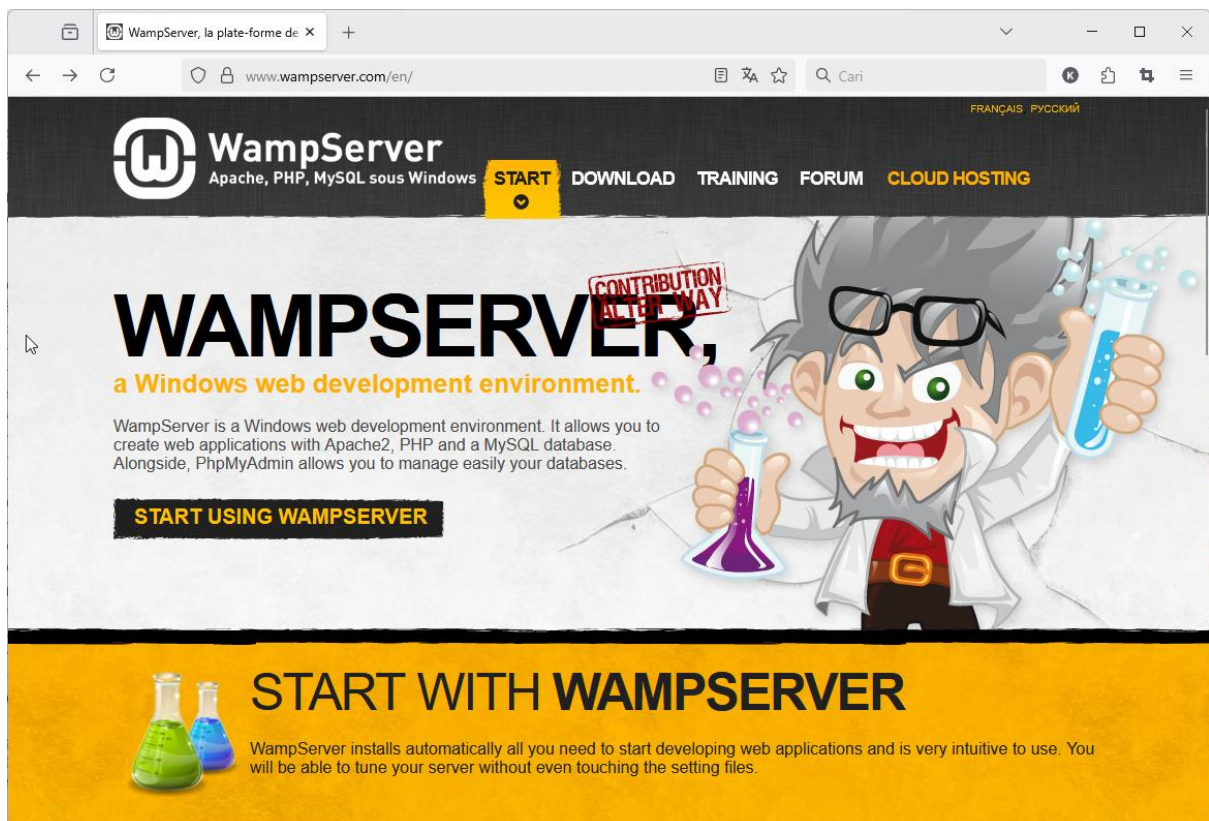 WampServer, la plate-forme de
www.wampserver.com/en/
Cari
K
FRANÇAIS РУССКИЙ
WampServer
Apache, PHP, MySQL sous Windows
START DOWNLOAD TRAINING FORUM CLOUD HOSTING
CONTRIBUTION
ALTER WAY
WAMPSERVER,
a Windows web development environment.
WampServer is a Windows web development environment. It allows you to
create web applications with Apache2, PHP and a MySQL database.
Alongside, PhpMyAdmin allows you to manage easily your databases.
START USING WAMPSERVER
START WITH WAMPSERVER
WampServer installs automatically all you need to start developing web applications and is very intuitive to use. You
will be able to tune your server without even touching the setting files.